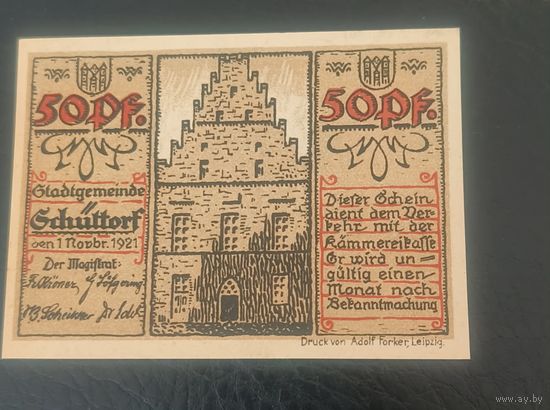 50Pf.
Stadtgemeinde
Schüttorf
den 1 Novbr. 1921
Der Magistrat
50Pf.
Dieser Schein
dient dem Ver-
kehr mit der
Kämmereikasse
Er wird un=
gültig einen
Monat nach
Bekanntmachung
Druck von Adolf Forker, Leipzig.
www.ay.by